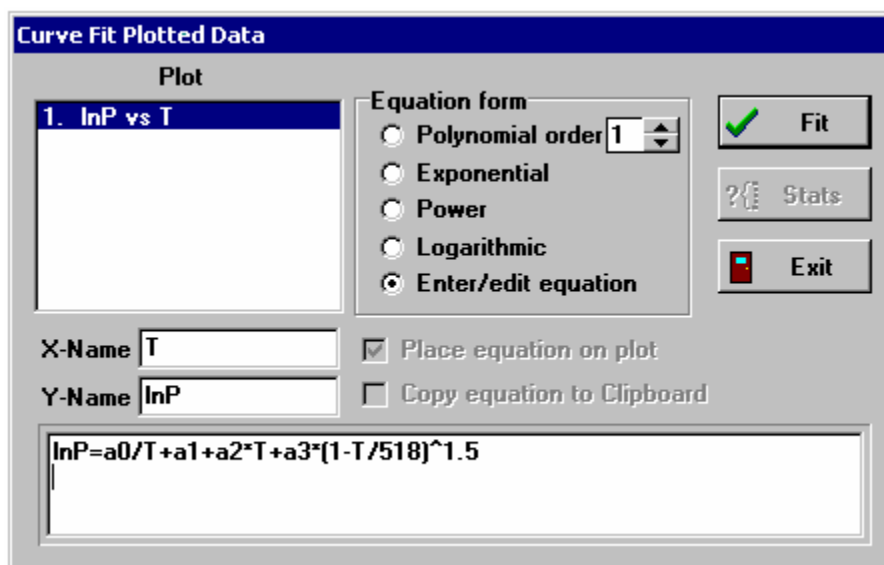 Curve Fit Plotted Data
Plot
1. lnP vs T
Equation form
Polynomial order 1
Exponential
Power
Logarithmic
Enter/edit equation
Fit
?{ Stats
Exit
X-Name T
Y-Name lnP
Place equation on plot
Copy equation to Clipboard
lnP=a0/T+a1+a2*T+a3*(1-T/518)^1.5